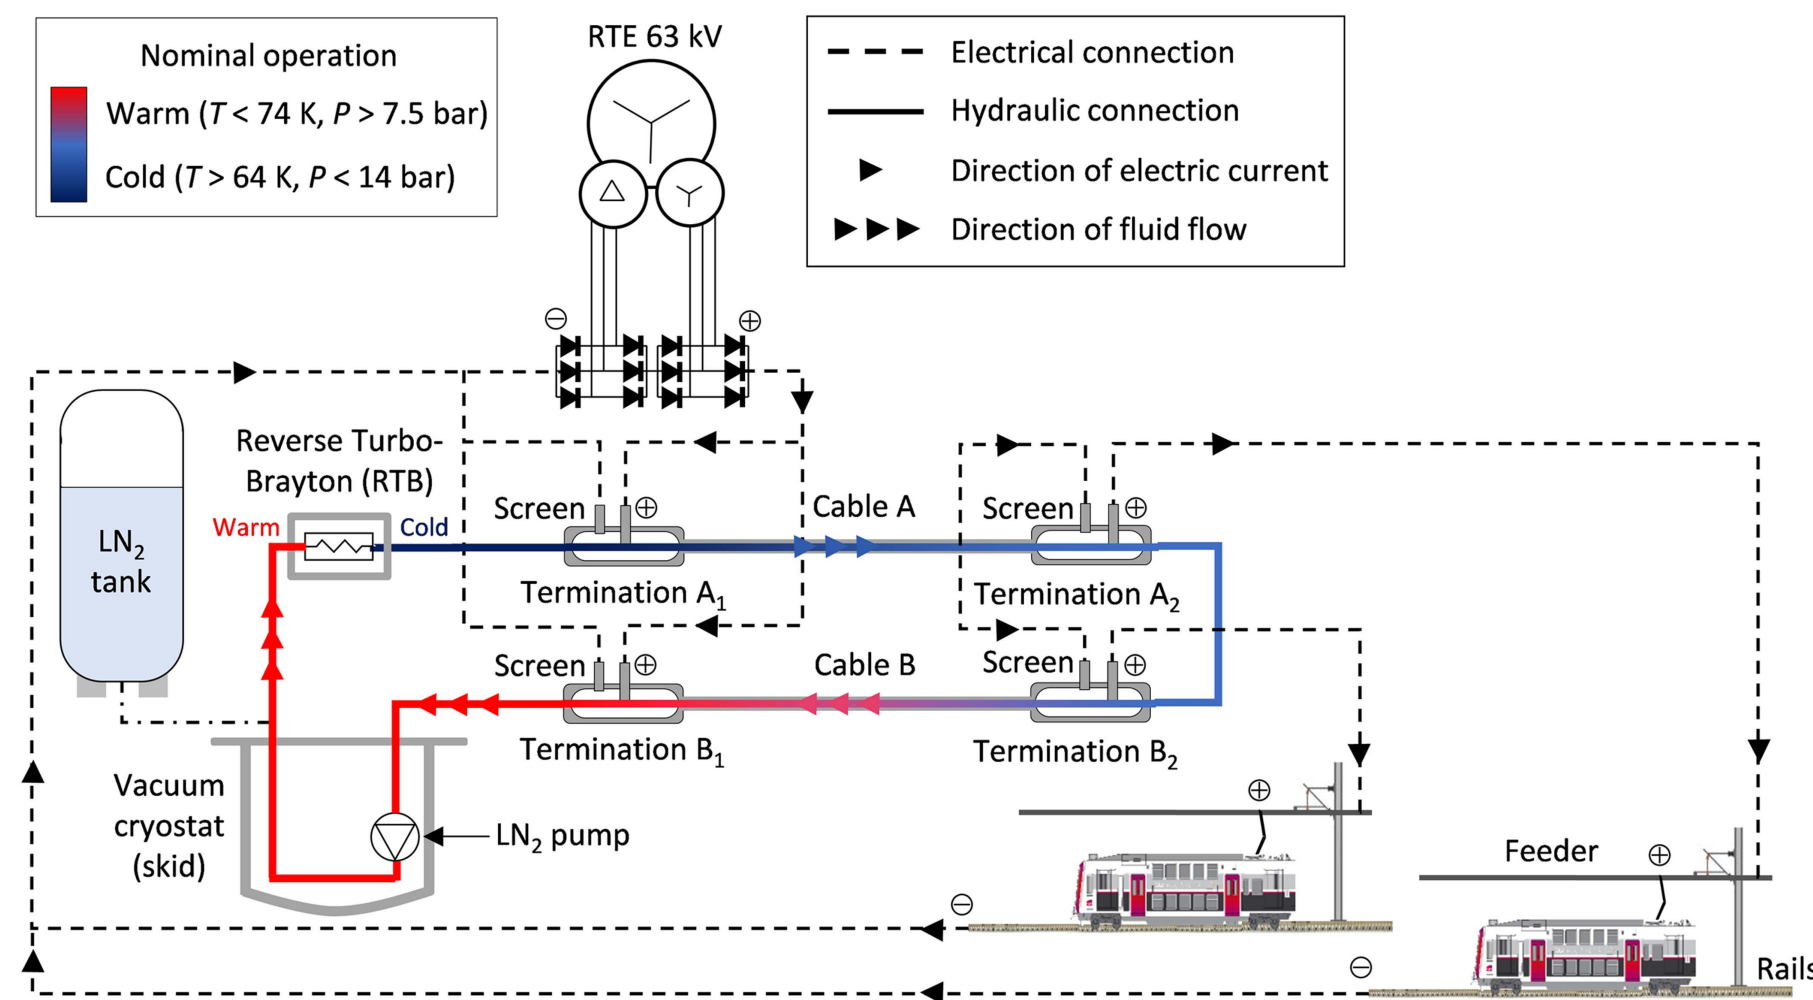 Nominal operation
Warm (T < 74 K, P > 7.5 bar)
Cold (T > 64 K, P < 14 bar)
RTE 63 kV
Electrical connection
Hydraulic connection
Direction of electric current
Direction of fluid flow
Reverse Turbo-
Brayton (RTB)
Warm
Cold
LN2
tank
Screen
Cable A
Screen
Termination A1
Termination A2
Screen
Cable B
Screen
Termination B1
Termination B2
Vacuum
cryostat
(skid)
LN2 pump
Feeder
Rails